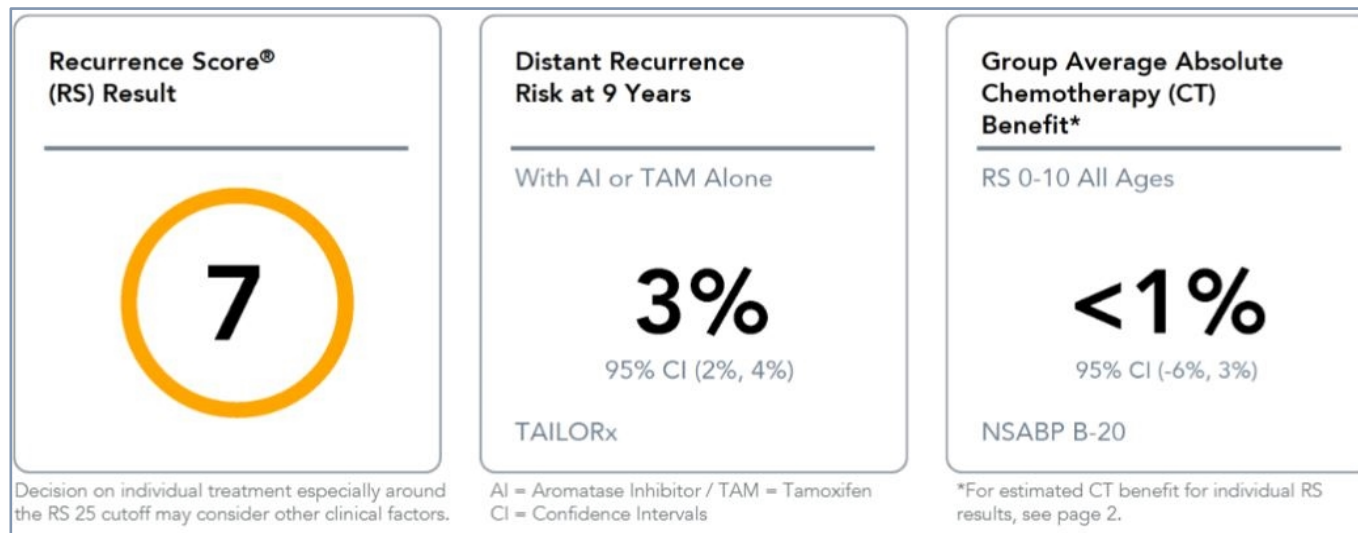 Recurrence Score®
(RS) Result
7
Decision on individual treatment especially around
the RS 25 cutoff may consider other clinical factors.
Distant Recurrence
Risk at 9 Years
With AI or TAM Alone
3%
95% CI (2%, 4%)
TAILORx
AI = Aromatase Inhibitor / TAM = Tamoxifen
CI = Confidence Intervals
Group Average Absolute
Chemotherapy (CT)
Benefit*
RS 0-10 All Ages
<1%
95% CI (-6%, 3%)
NSABP B-20
*For estimated CT benefit for individual RS
results, see page 2.